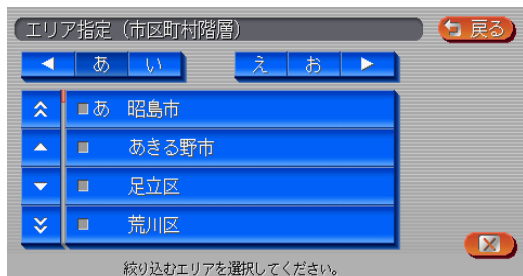 エリア指定（市区町村階層）
戻る
あ い え お
あ 昭島市
あきる野市
足立区
荒川区
絞り込むエリアを選択してください。